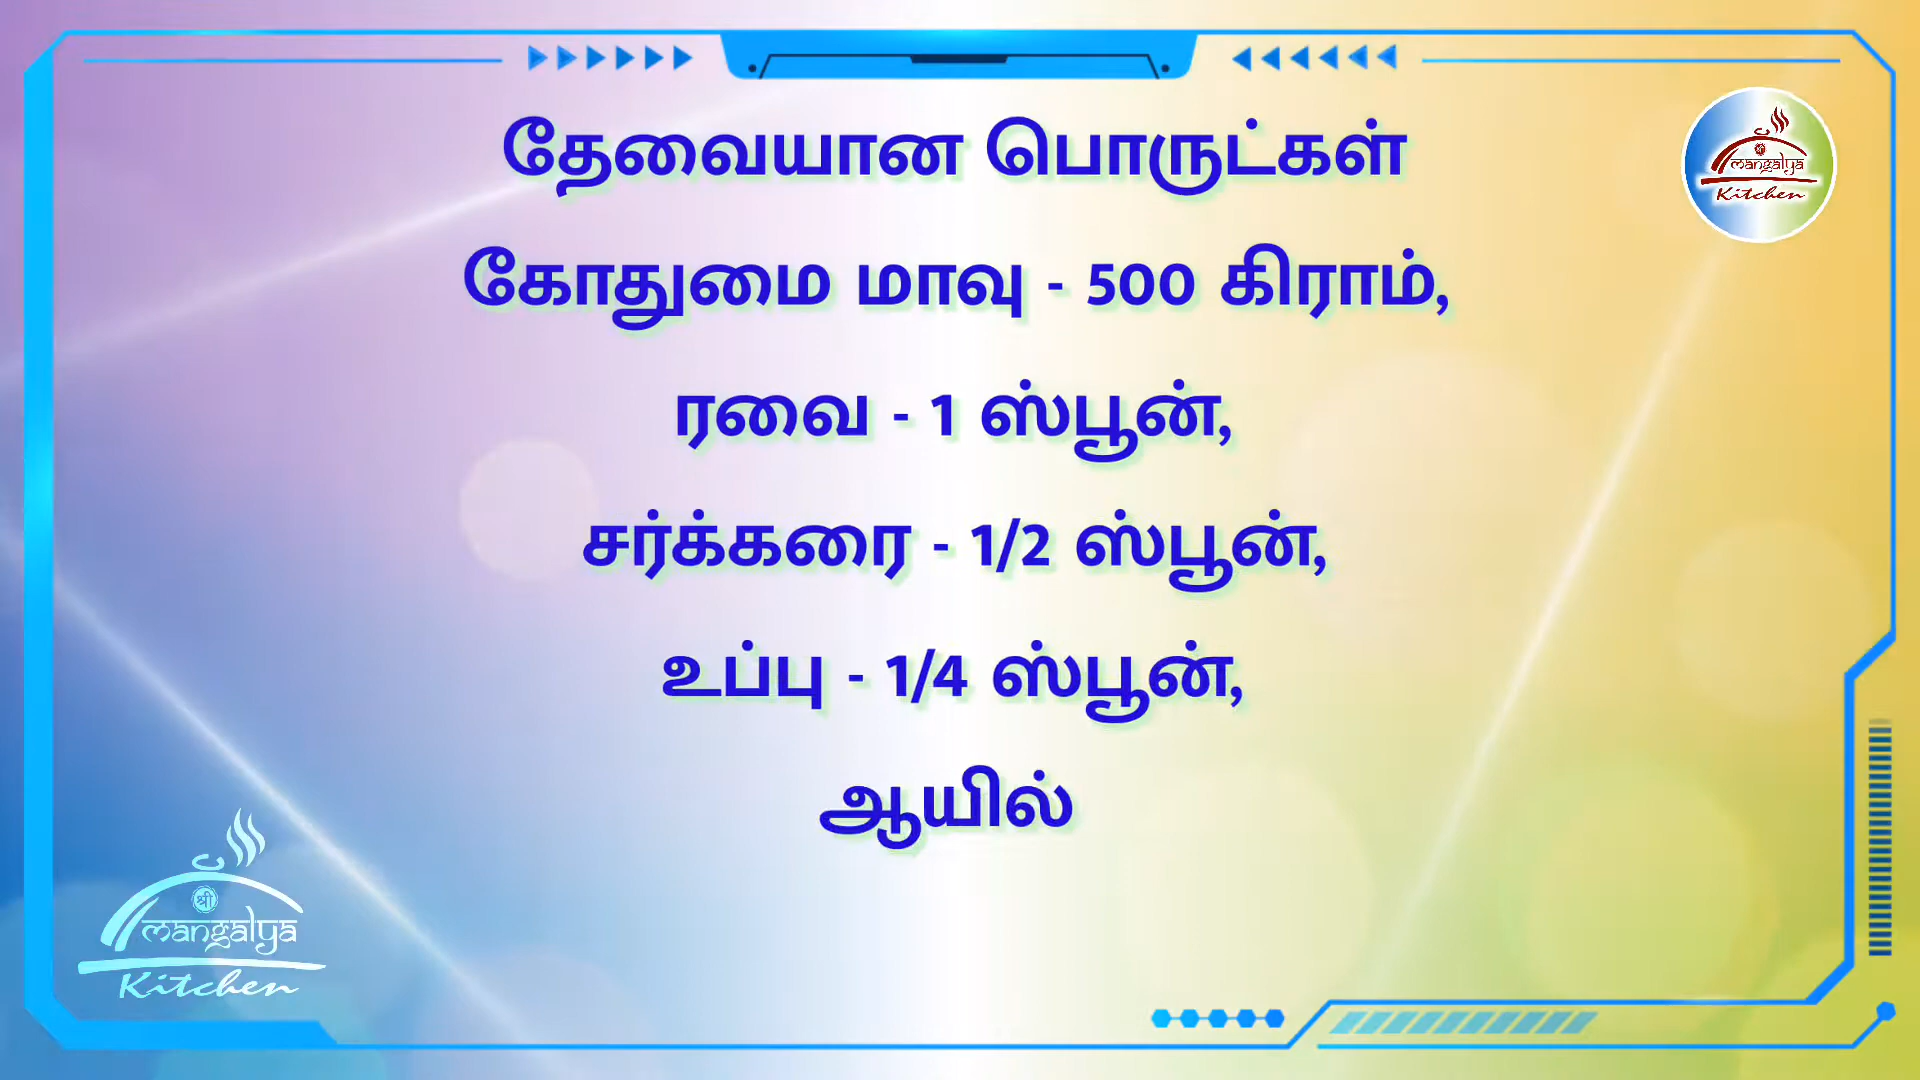 தேவையான பொருட்கள்
கோதுமை மாவு - 500 கிராம்,
ரவை - 1 ஸ்பூன்,
சர்க்கரை - 1/2 ஸ்பூன்,
உப்பு - 1/4 ஸ்பூன்,
ஆயில்
श्री
mangalya
Kitchen
श्री
mangalya
Kitchen